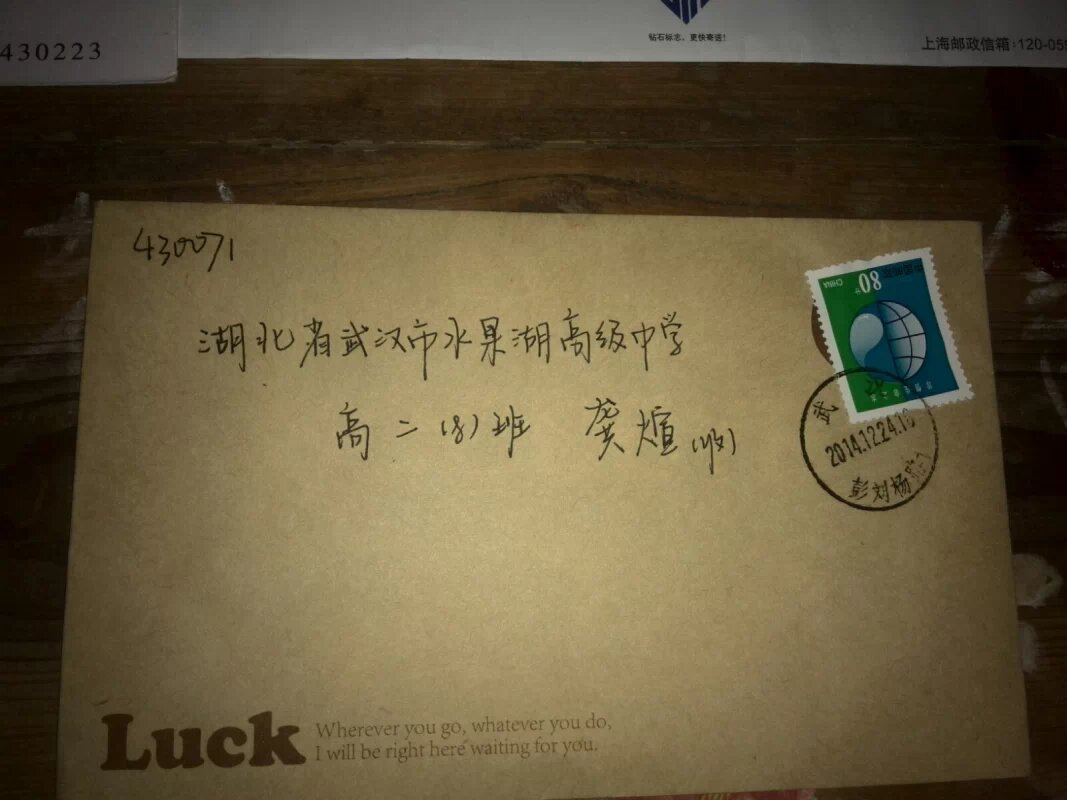 430223
钻石标志、更快寄适!
上海邮政信箱:120-05
430071
中国邮政
80分
CHINA
湖北省武汉市水果湖高级中学
高二(8)班 龚煊(收)
武汉
2014.12.24.16
彭刘杨
Luck
Wherever you go, whatever you do,
I will be right here waiting for you.